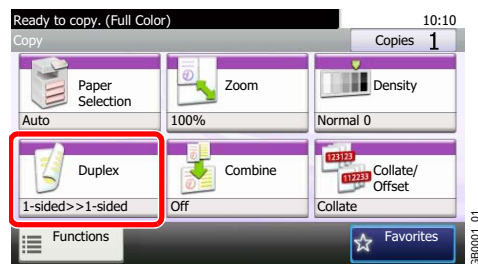 Ready to copy. (Full Color)
10:10
Copy
Copies 1
Paper
Selection
Auto
Zoom
100%
Density
Normal 0
Duplex
1-sided>>1-sided
Combine
Off
123123
112233
Collate/
Offset
Collate
Functions
Favorites
GB0001_01